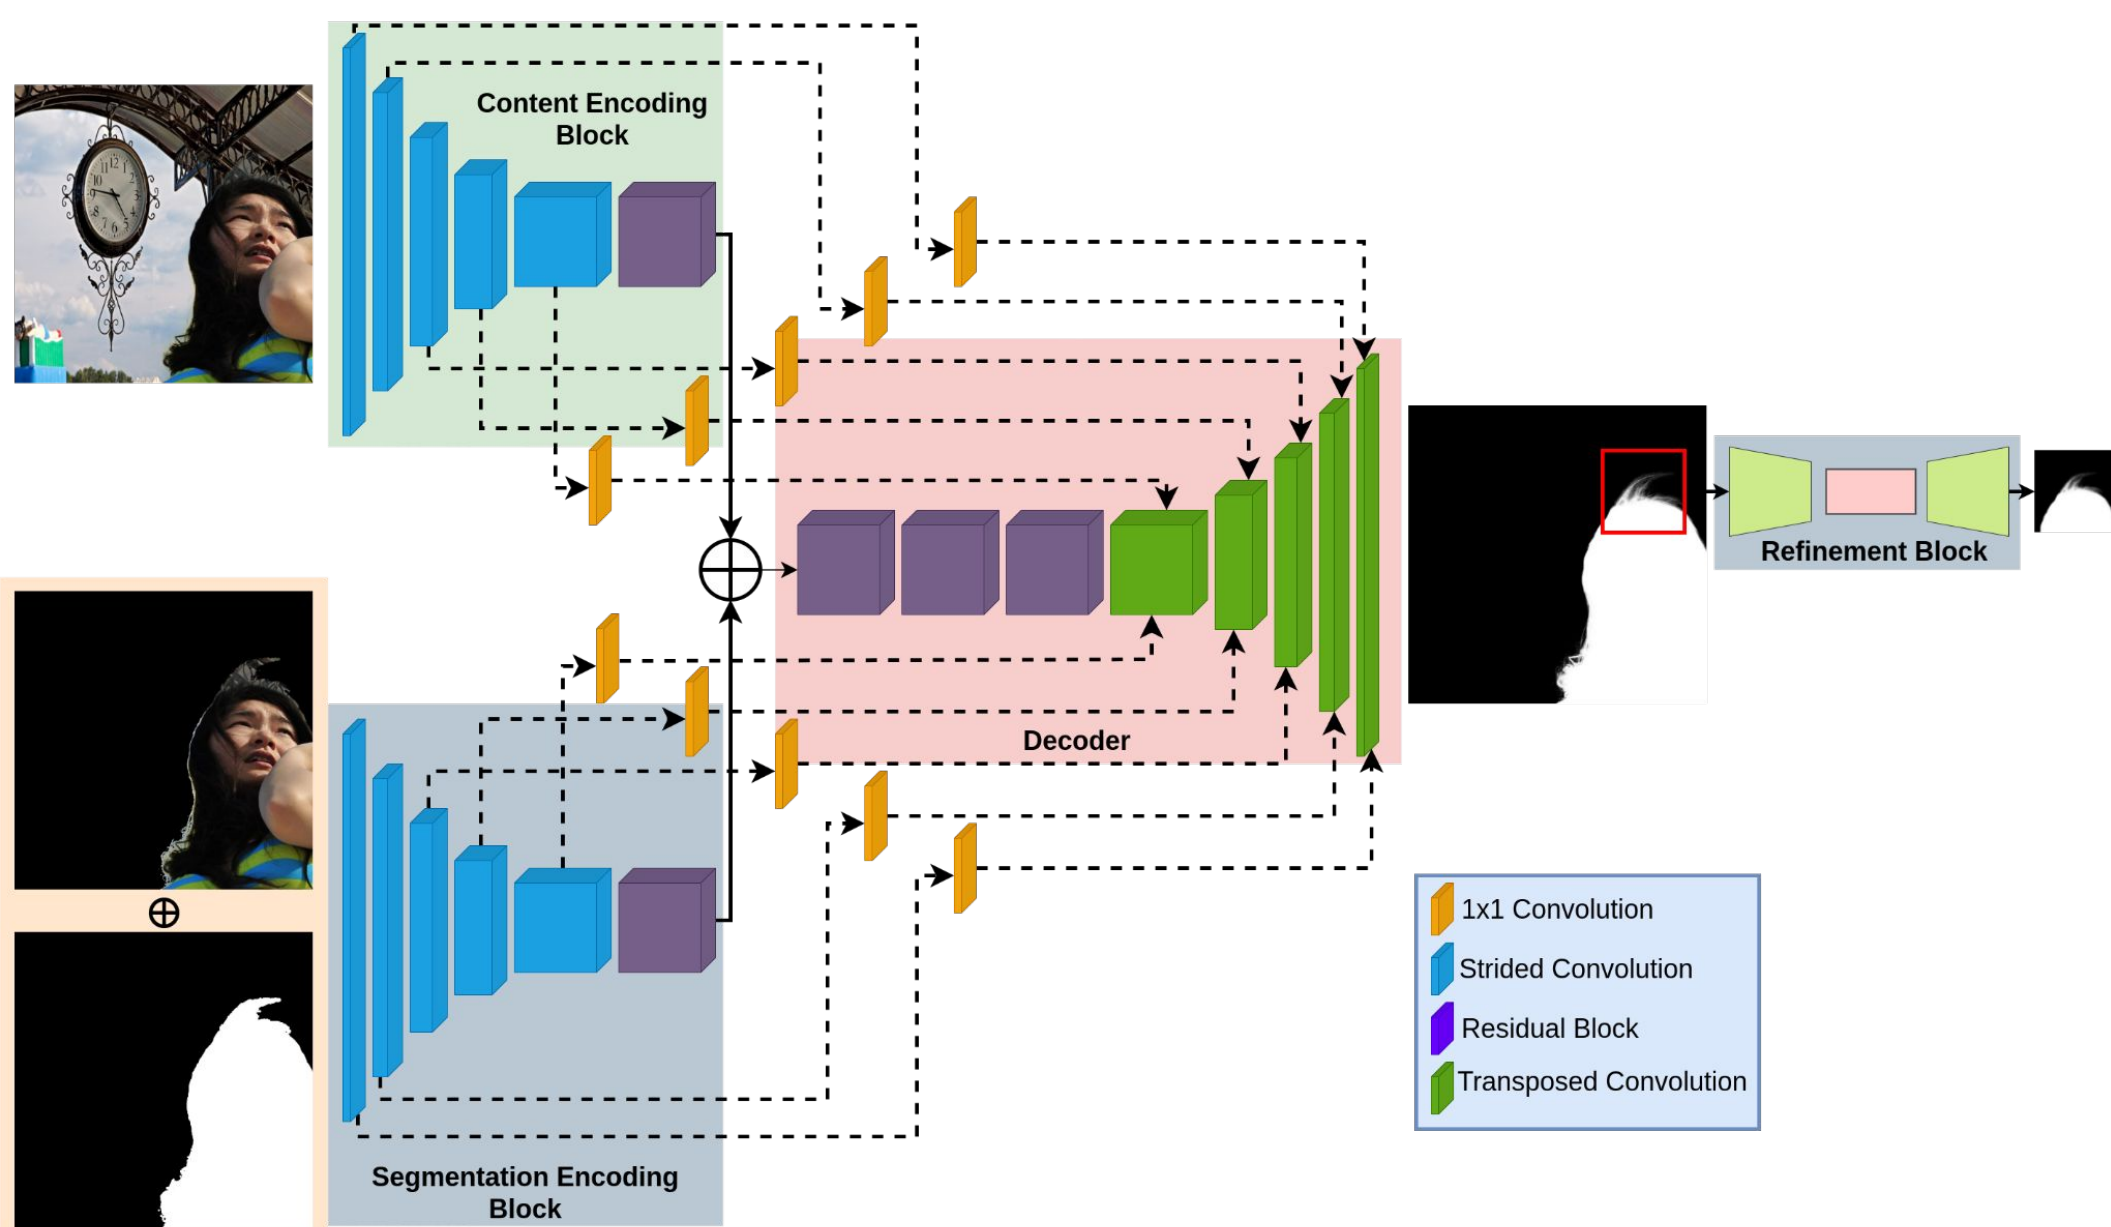 Content Encoding
Block
Decoder
Refinement Block
Segmentation Encoding
Block
1x1 Convolution
Strided Convolution
Residual Block
Transposed Convolution